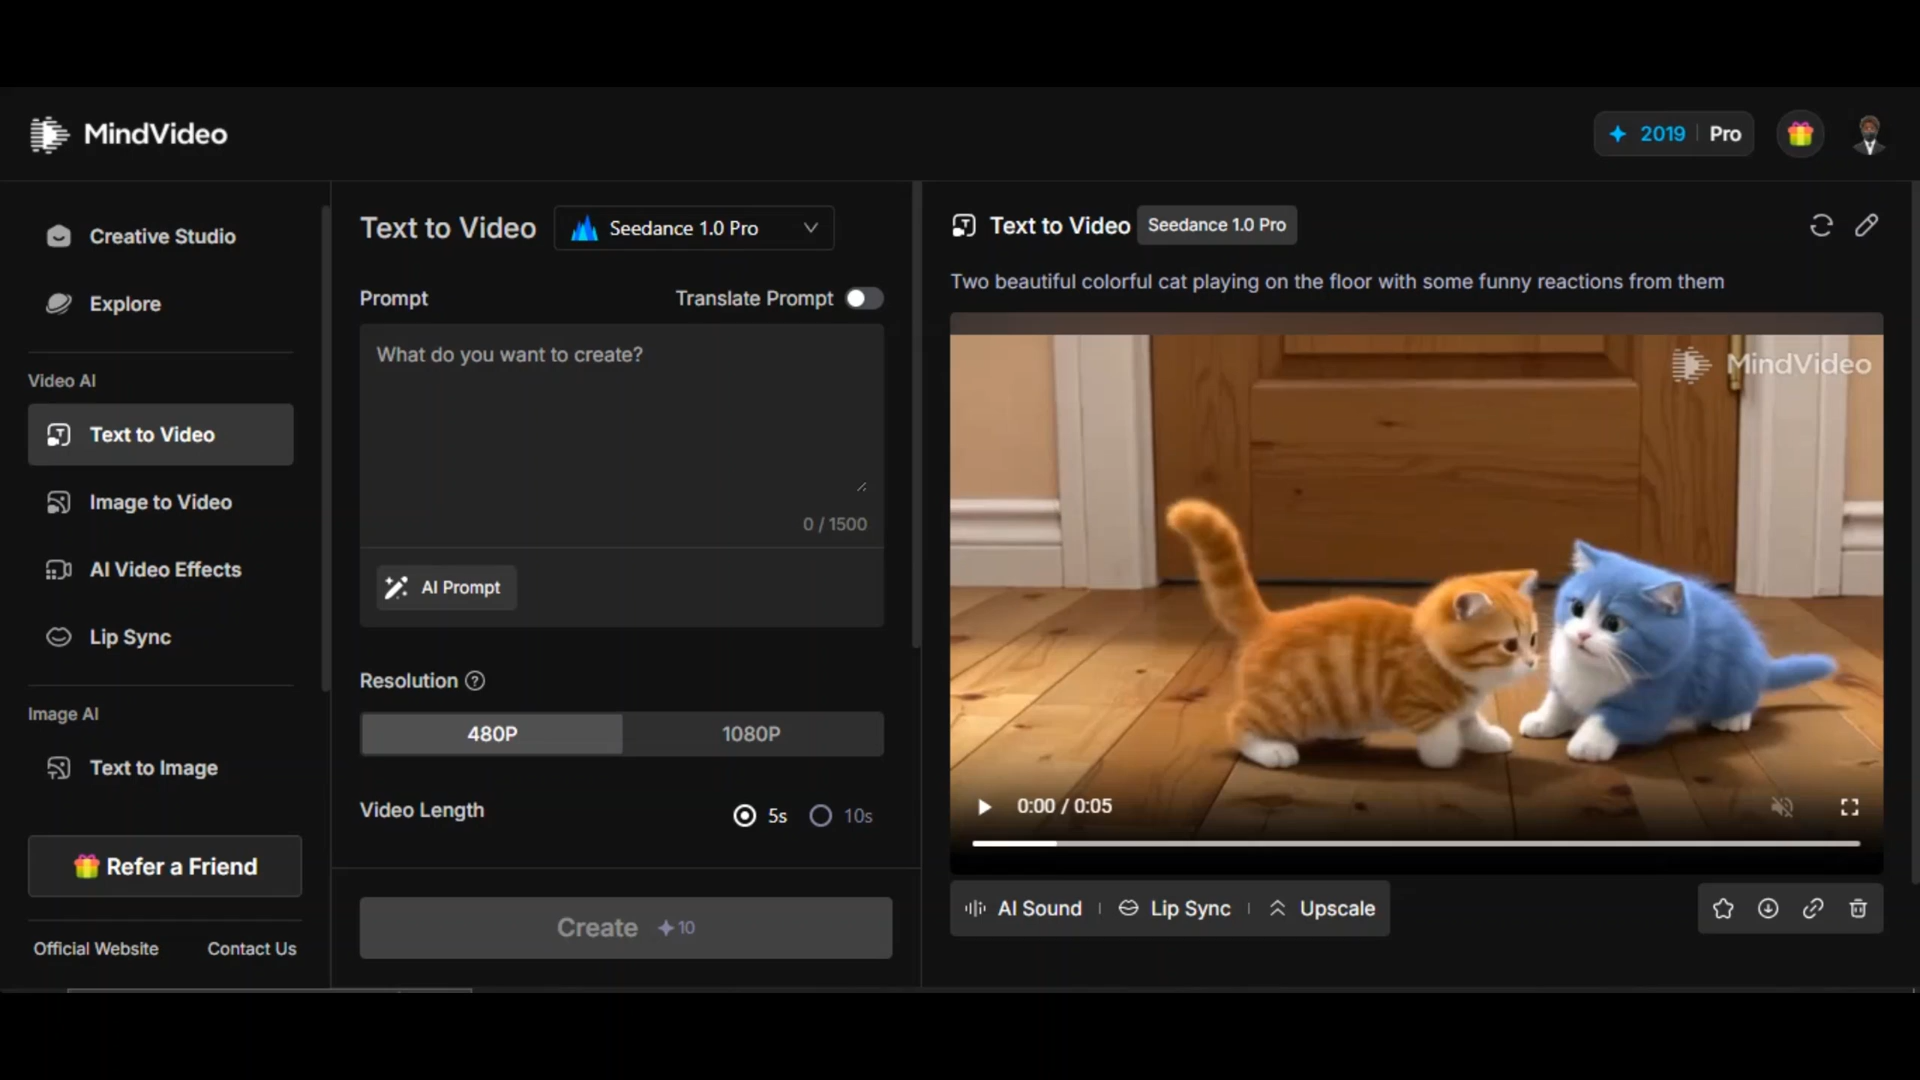 MindVideo
2019 | Pro
Creative Studio
Explore
Video AI
Text to Video
Image to Video
AI Video Effects
Lip Sync
Image AI
Text to Image
Refer a Friend
Official Website
Contact Us
Text to Video
Seedance 1.0 Pro
Prompt
Translate Prompt
What do you want to create?
0 / 1500
AI Prompt
Resolution ?
480P
1080P
Video Length
5s
10s
Create 10
Text to Video
Seedance 1.0 Pro
Two beautiful colorful cat playing on the floor with some funny reactions from them
MindVideo
0:00 / 0:05
AI Sound
Lip Sync
Upscale